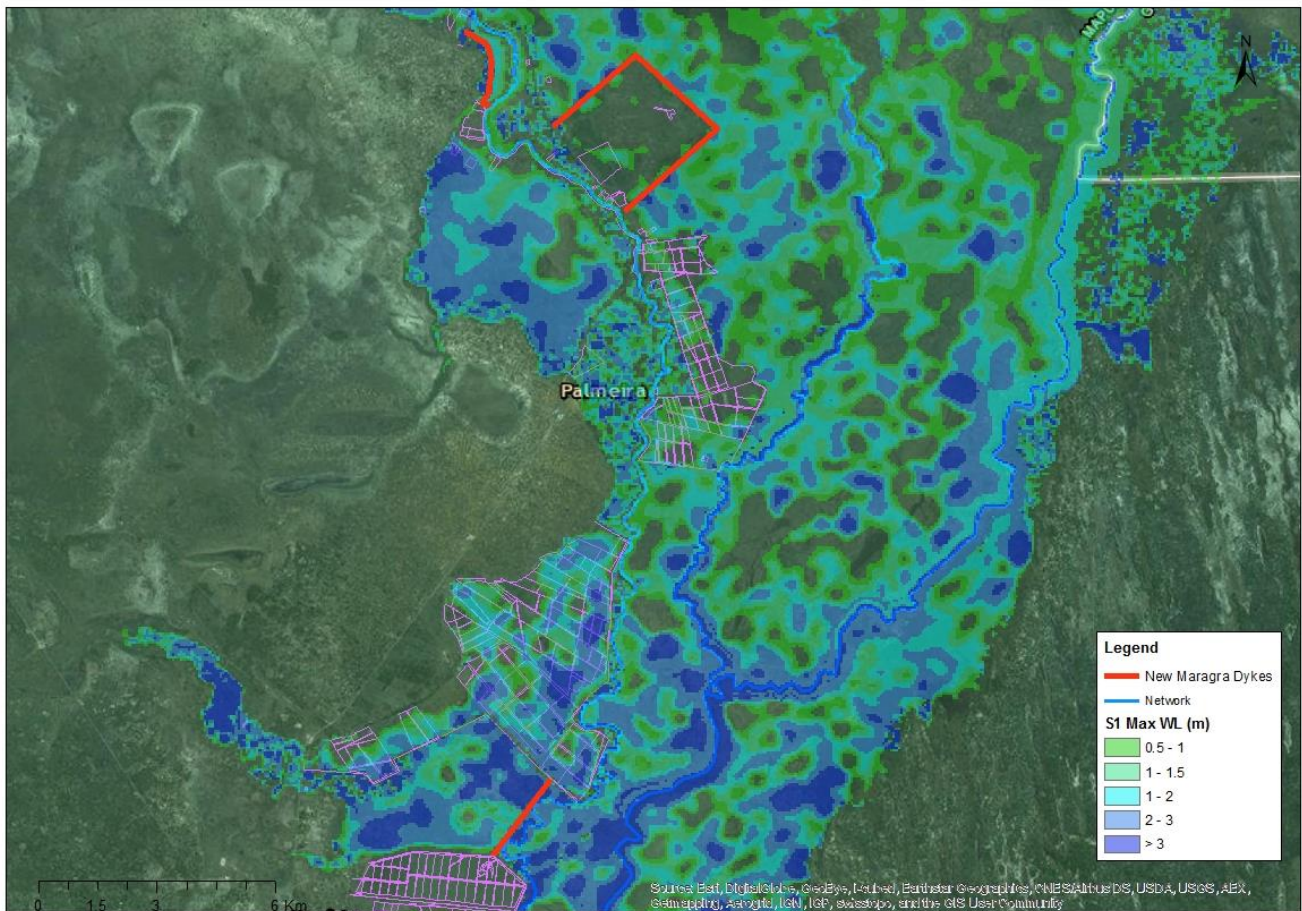 MAPU
G
N
Palmeira
Legend
New Maragra Dykes
Network
S1 Max WL (m)
0.5 - 1
1 - 1.5
1 - 2
2 - 3
> 3
0 1.5 3 6 Km
Source: Esri, DigitalGlobe, GeoEye, i-cubed, Earthstar Geographics, CNES/Airbus DS, USDA, USGS, AEX,
Getmapping, Aerogrid, IGN, IGP, swisstopo, and the GIS User Community